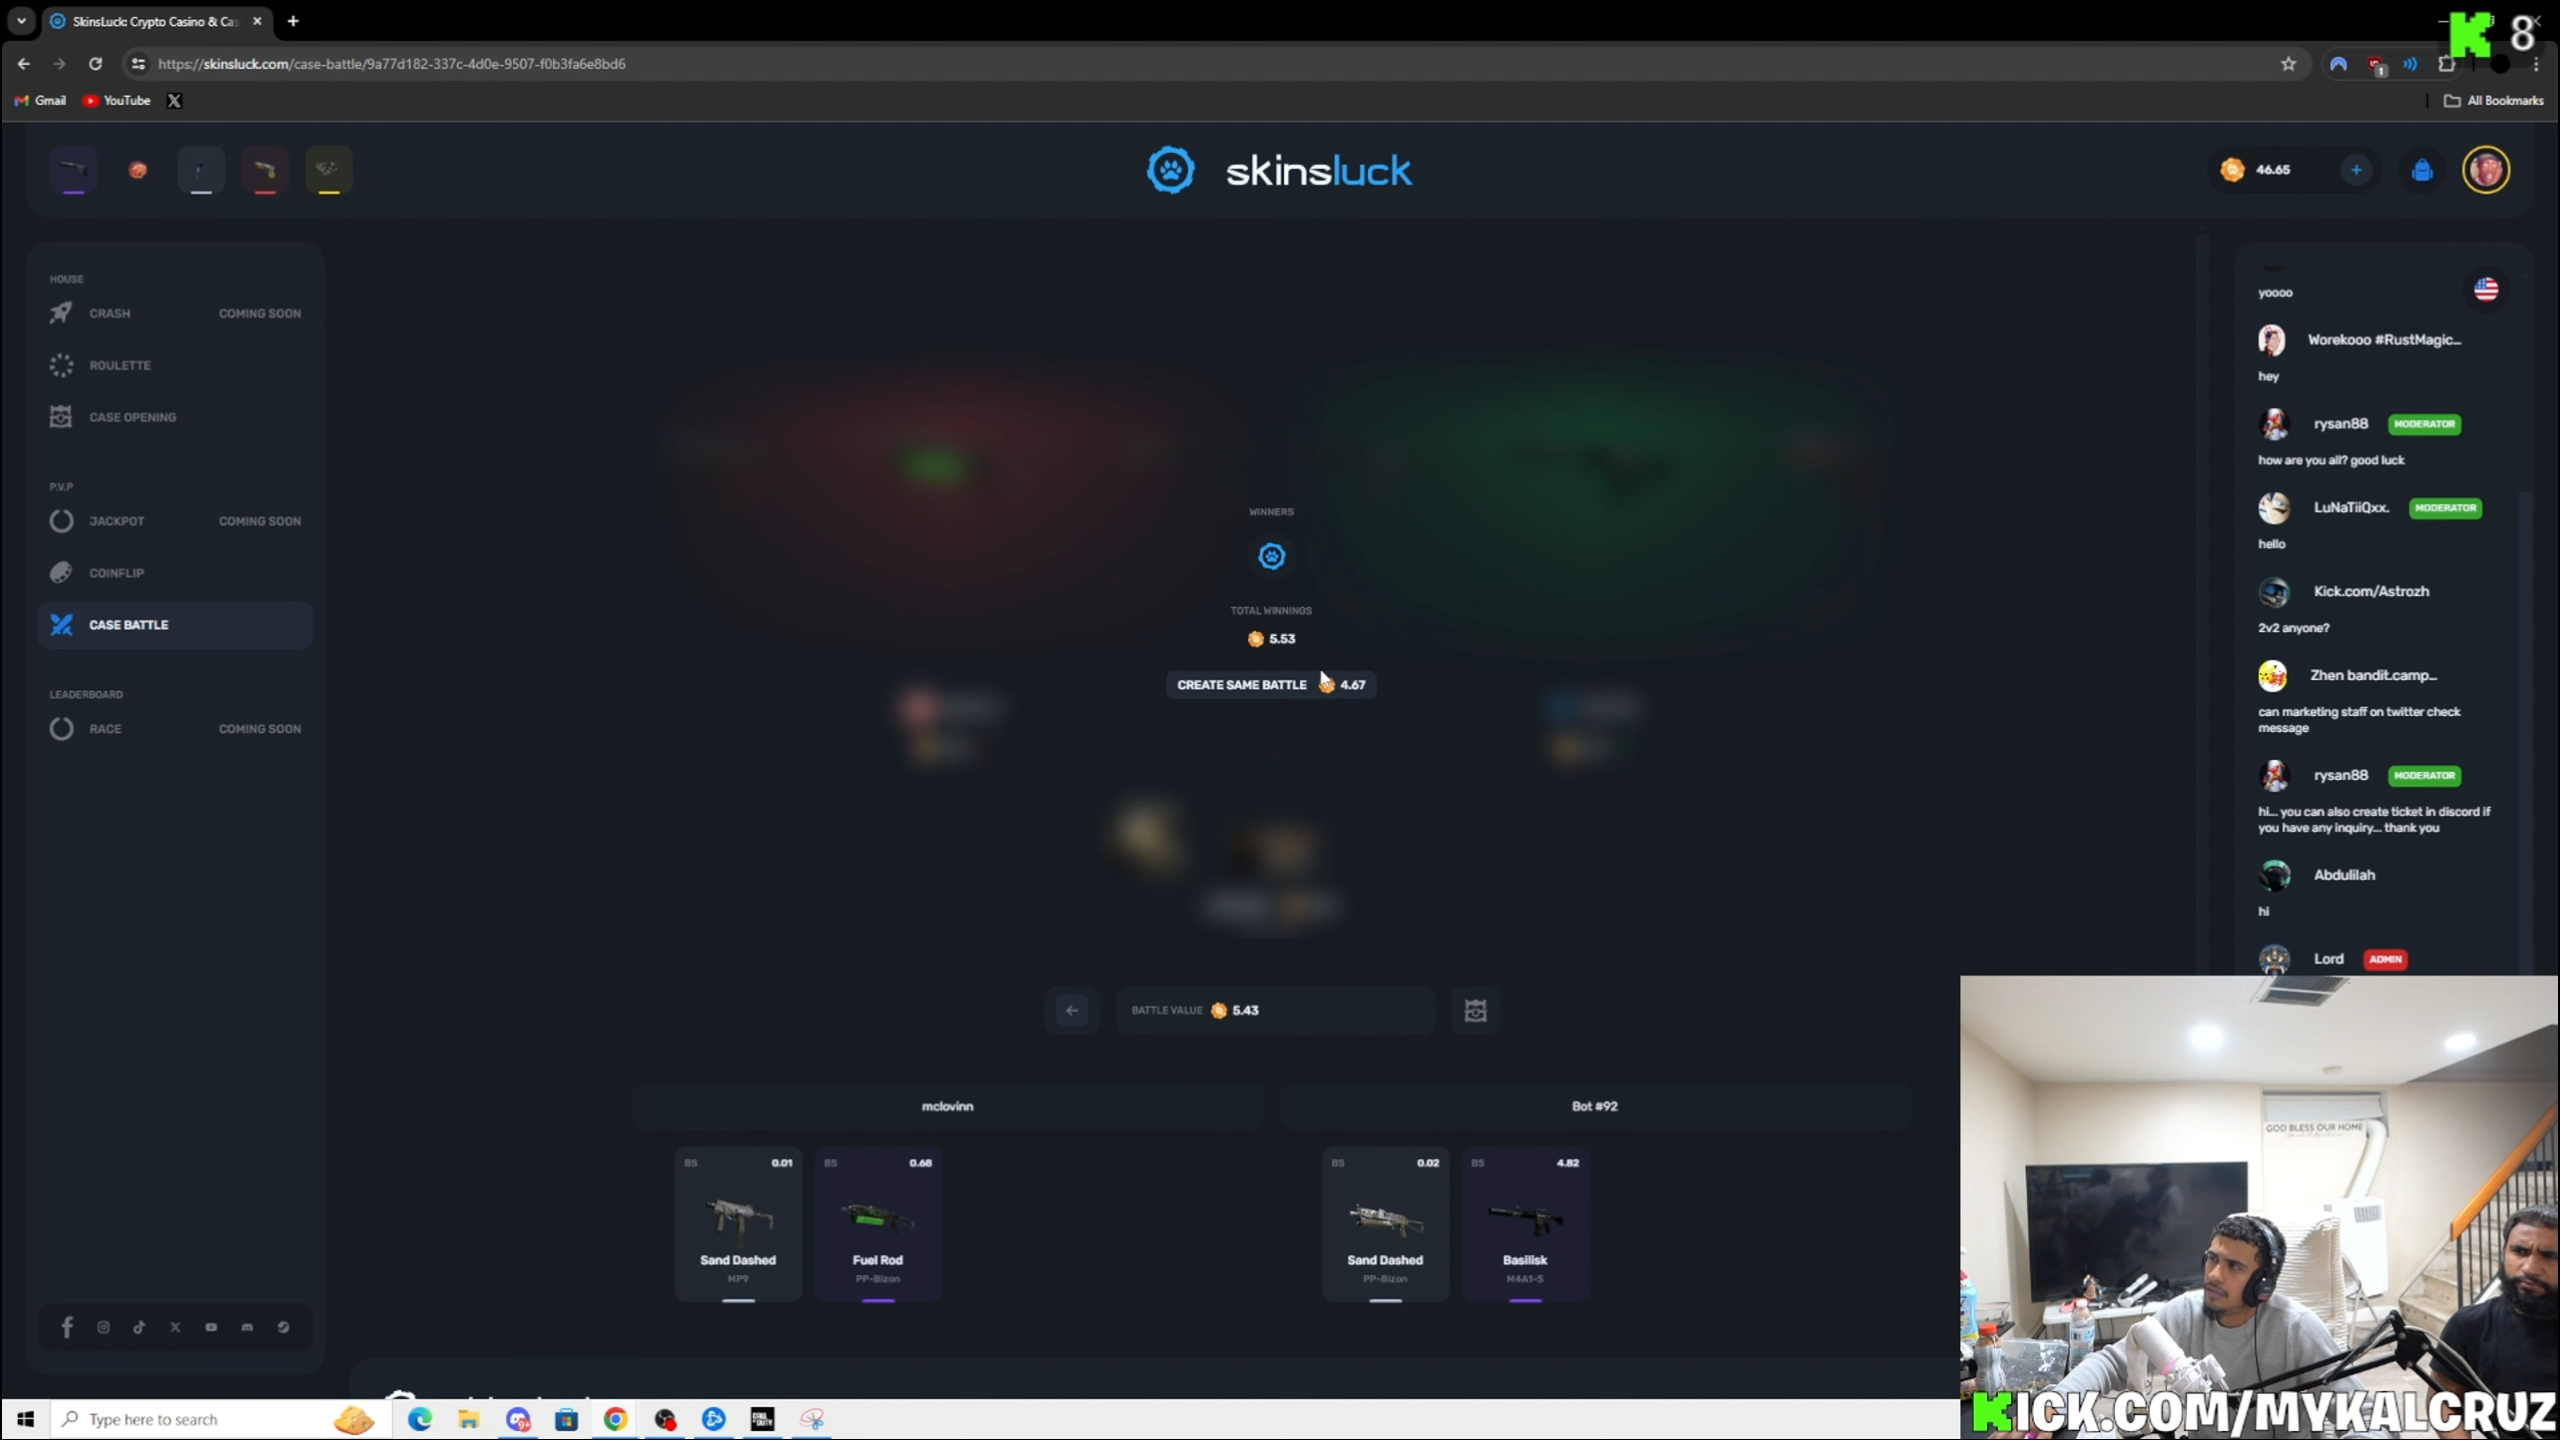 SkinsLuck: Crypto Casino & Ca
https://skinsluck.com/case-battle/9a77d182-337c-4d0e-9507-f0b3fa6e8bd6
Gmail
YouTube
All Bookmarks
K 8
skinsluck
46.65
HOUSE
CRASH COMING SOON
ROULETTE
CASE OPENING
P.V.P
JACKPOT COMING SOON
COINFLIP
CASE BATTLE
LEADERBOARD
RACE COMING SOON
WINNERS
TOTAL WINNINGS
5.53
CREATE SAME BATTLE 4.67
BATTLE VALUE 5.43
mclovinn
BS 0.01
Sand Dashed
MP9
BS 0.68
Fuel Rod
PP-Bizon
Bot #92
BS 0.02
Sand Dashed
PP-Bizon
BS 4.82
Basilisk
M4A1-S
yoooo
Worekooo #RustMagic...
hey
rysan88 MODERATOR
how are you all? good luck
LuNaTiiQxx. MODERATOR
hello
Kick.com/Astrozh
2v2 anyone?
Zhen bandit.camp...
can marketing staff on twitter check
message
rysan88 MODERATOR
hi... you can also create ticket in discord if
you have any inquiry... thank you
Abdulilah
hi
Lord ADMIN
GOD BLESS OUR HOME
KICK.COM/MYKALCRUZ
Type here to search